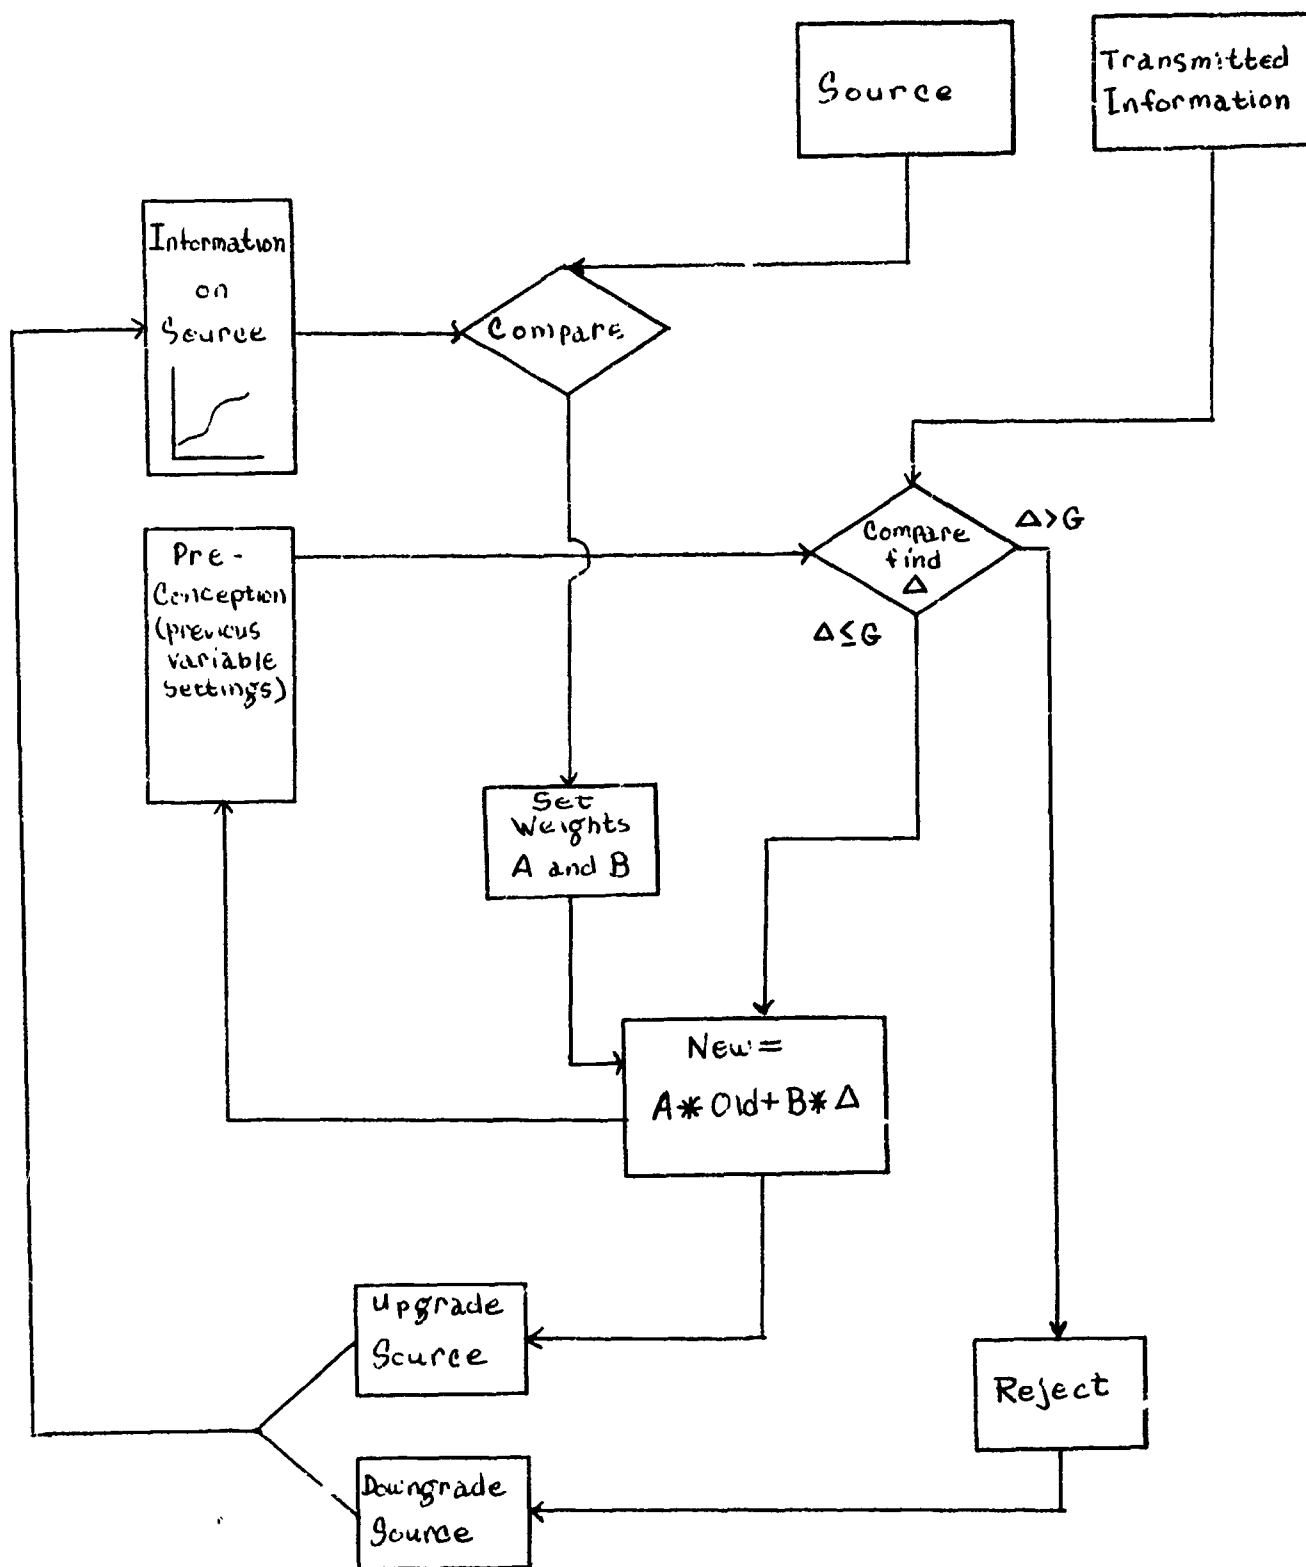 Source
Transmitted
Information
Information
on
Source
Compare
Compare
find
Δ
Δ>G
Δ≤G
Pre-
Conception
(previous
variable
settings)
Set
Weights
A and B
New=
A* Old+ B* Δ
Upgrade
Source
Reject
Downgrade
Source